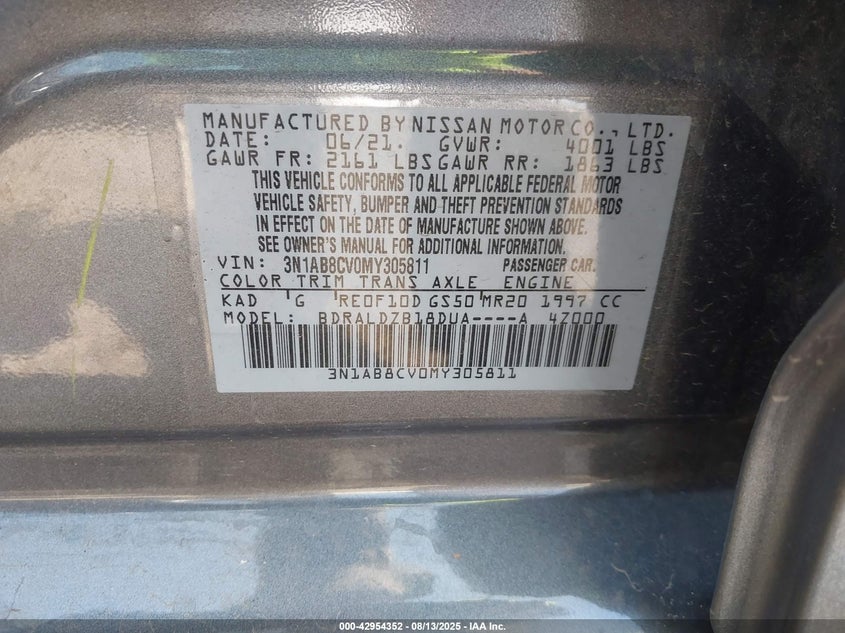 MANUFACTURED BY NISSAN MOTOR CO., LTD.
DATE: 06/21. GVWR: 4001 LBS
GAWR FR: 2161 LBS GAWR RR: 1863 LBS
THIS VEHICLE CONFORMS TO ALL APPLICABLE FEDERAL MOTOR
VEHICLE SAFETY, BUMPER AND THEFT PREVENTION STANDARDS
IN EFFECT ON THE DATE OF MANUFACTURE SHOWN ABOVE.
SEE OWNER'S MANUAL FOR ADDITIONAL INFORMATION.
VIN: 3N1AB8CV0MY305811 PASSENGER CAR.
COLOR TRIM TRANS AXLE ENGINE
KAD G RE0F10D GS50 MR20 1997 CC
MODEL: BDRALDZB18DUA----A 4Z000
3N1AB8CV0MY305811
000-42954352 - 08/13/2025 - IAA Inc.